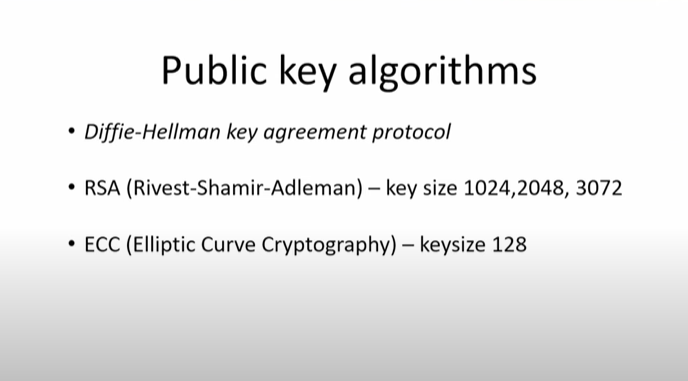 Public key algorithms
• Diffie-Hellman key agreement protocol
• RSA (Rivest-Shamir-Adleman) – key size 1024,2048, 3072
• ECC (Elliptic Curve Cryptography) – keysize 128